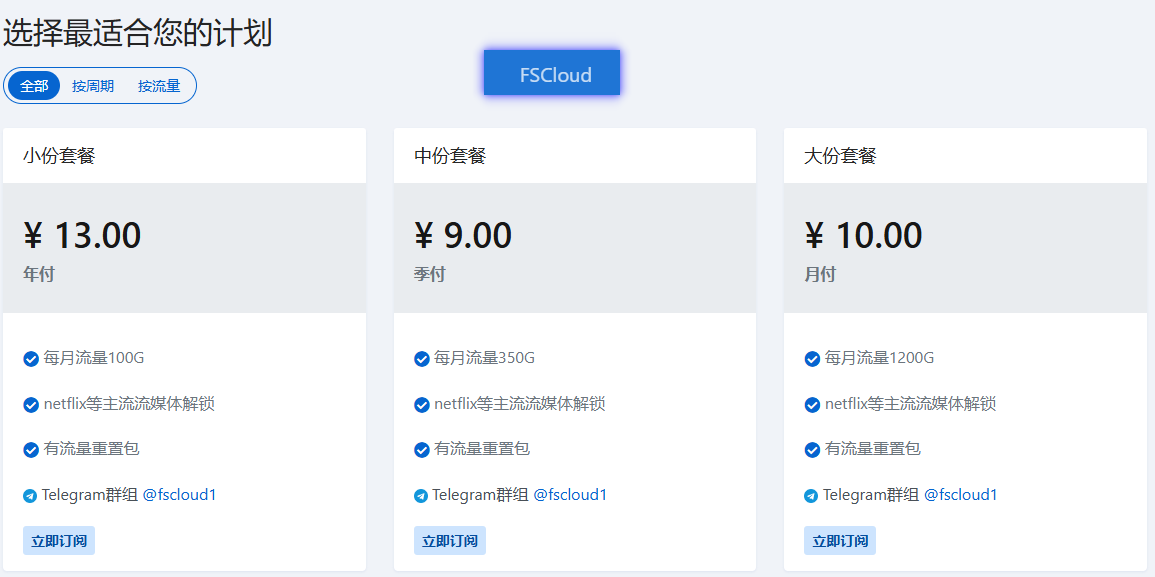 选择最适合您的计划
全部 按周期 按流量
FSCloud
小份套餐
¥ 13.00
年付
每月流量100G
netflix等主流流媒体解锁
有流量重置包
Telegram群组 @fscloud1
立即订阅
中份套餐
¥ 9.00
季付
每月流量350G
netflix等主流流媒体解锁
有流量重置包
Telegram群组 @fscloud1
立即订阅
大份套餐
¥ 10.00
月付
每月流量1200G
netflix等主流流媒体解锁
有流量重置包
Telegram群组 @fscloud1
立即订阅